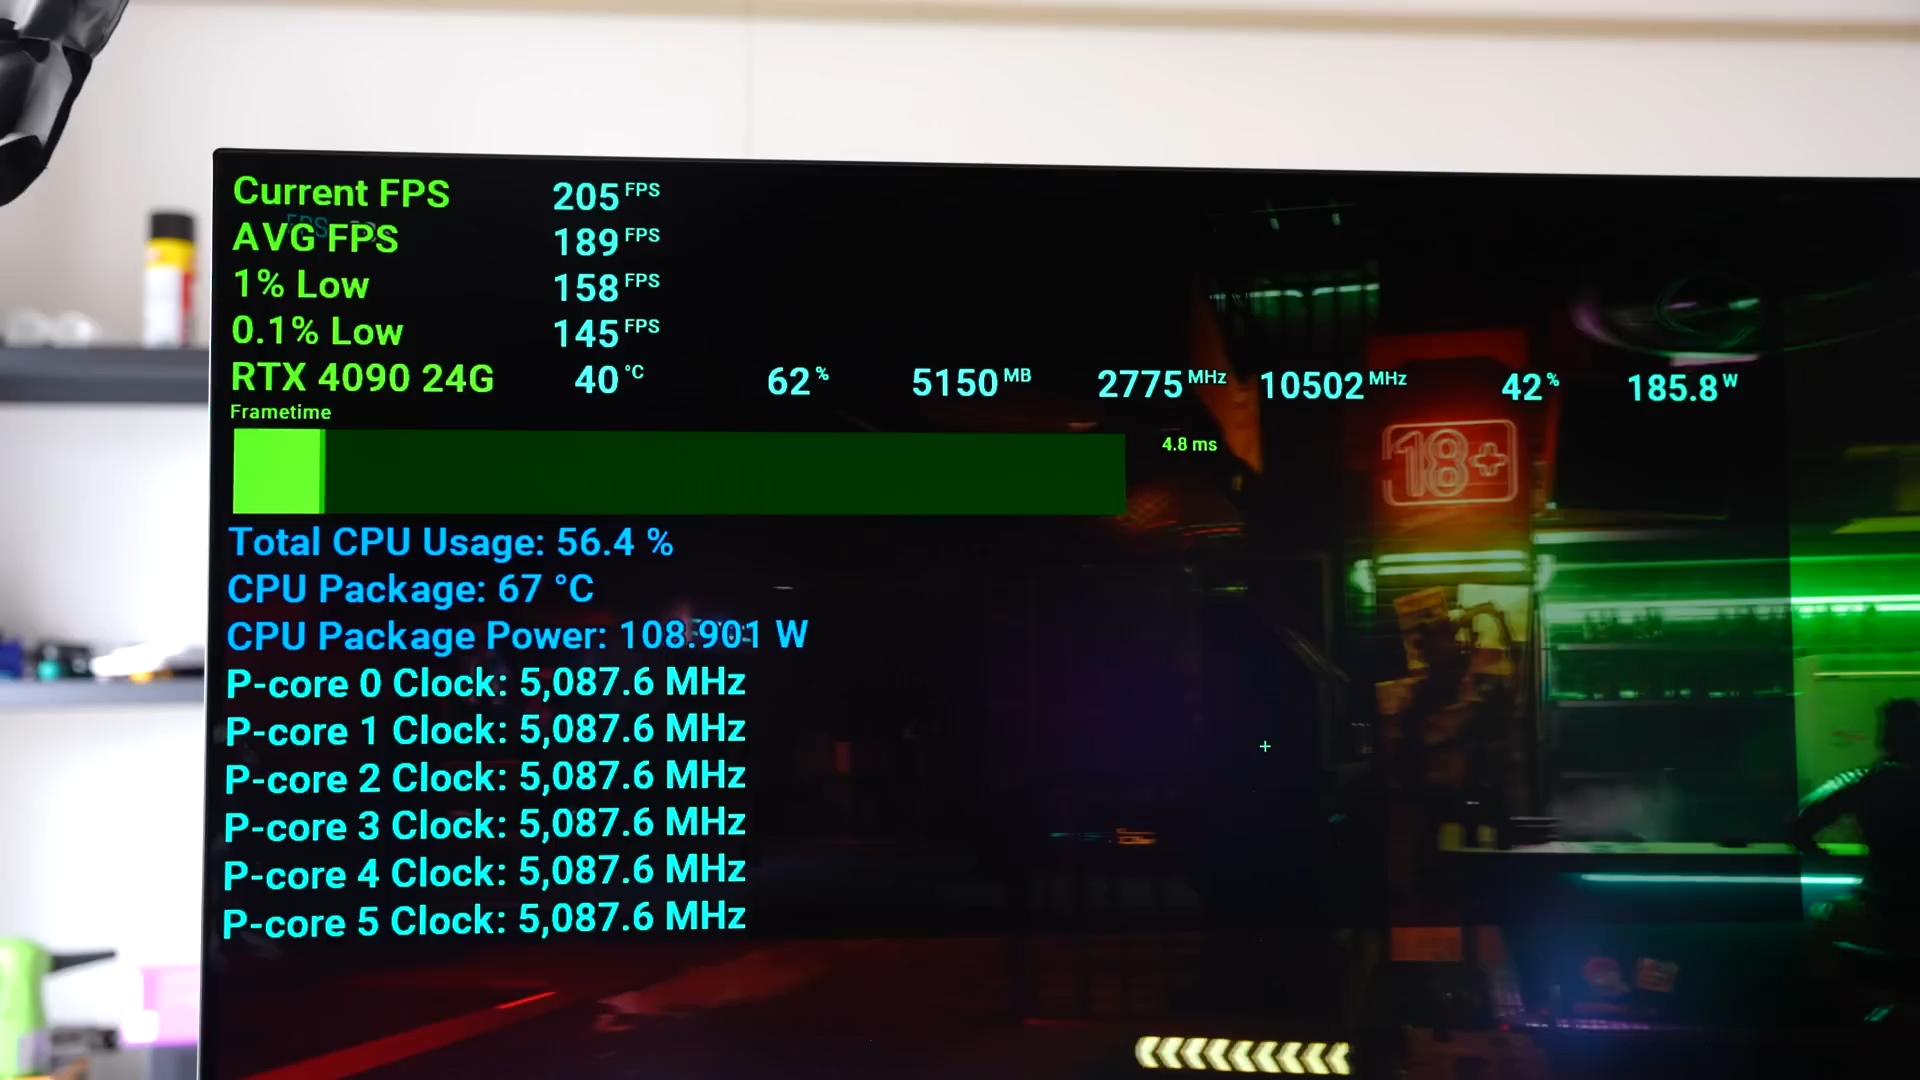 Current FPS 205 FPS
AVG FPS 189 FPS
1% Low 158 FPS
0.1% Low 145 FPS
RTX 4090 24G 40 °C 62 % 5150 MB 2775 MHz 10502 MHz 42 % 185.8 W
Frametime
4.8 ms
18+
Total CPU Usage: 56.4 %
CPU Package: 67 °C
CPU Package Power: 108.901 W
P-core 0 Clock: 5,087.6 MHz
P-core 1 Clock: 5,087.6 MHz
P-core 2 Clock: 5,087.6 MHz
P-core 3 Clock: 5,087.6 MHz
P-core 4 Clock: 5,087.6 MHz
P-core 5 Clock: 5,087.6 MHz